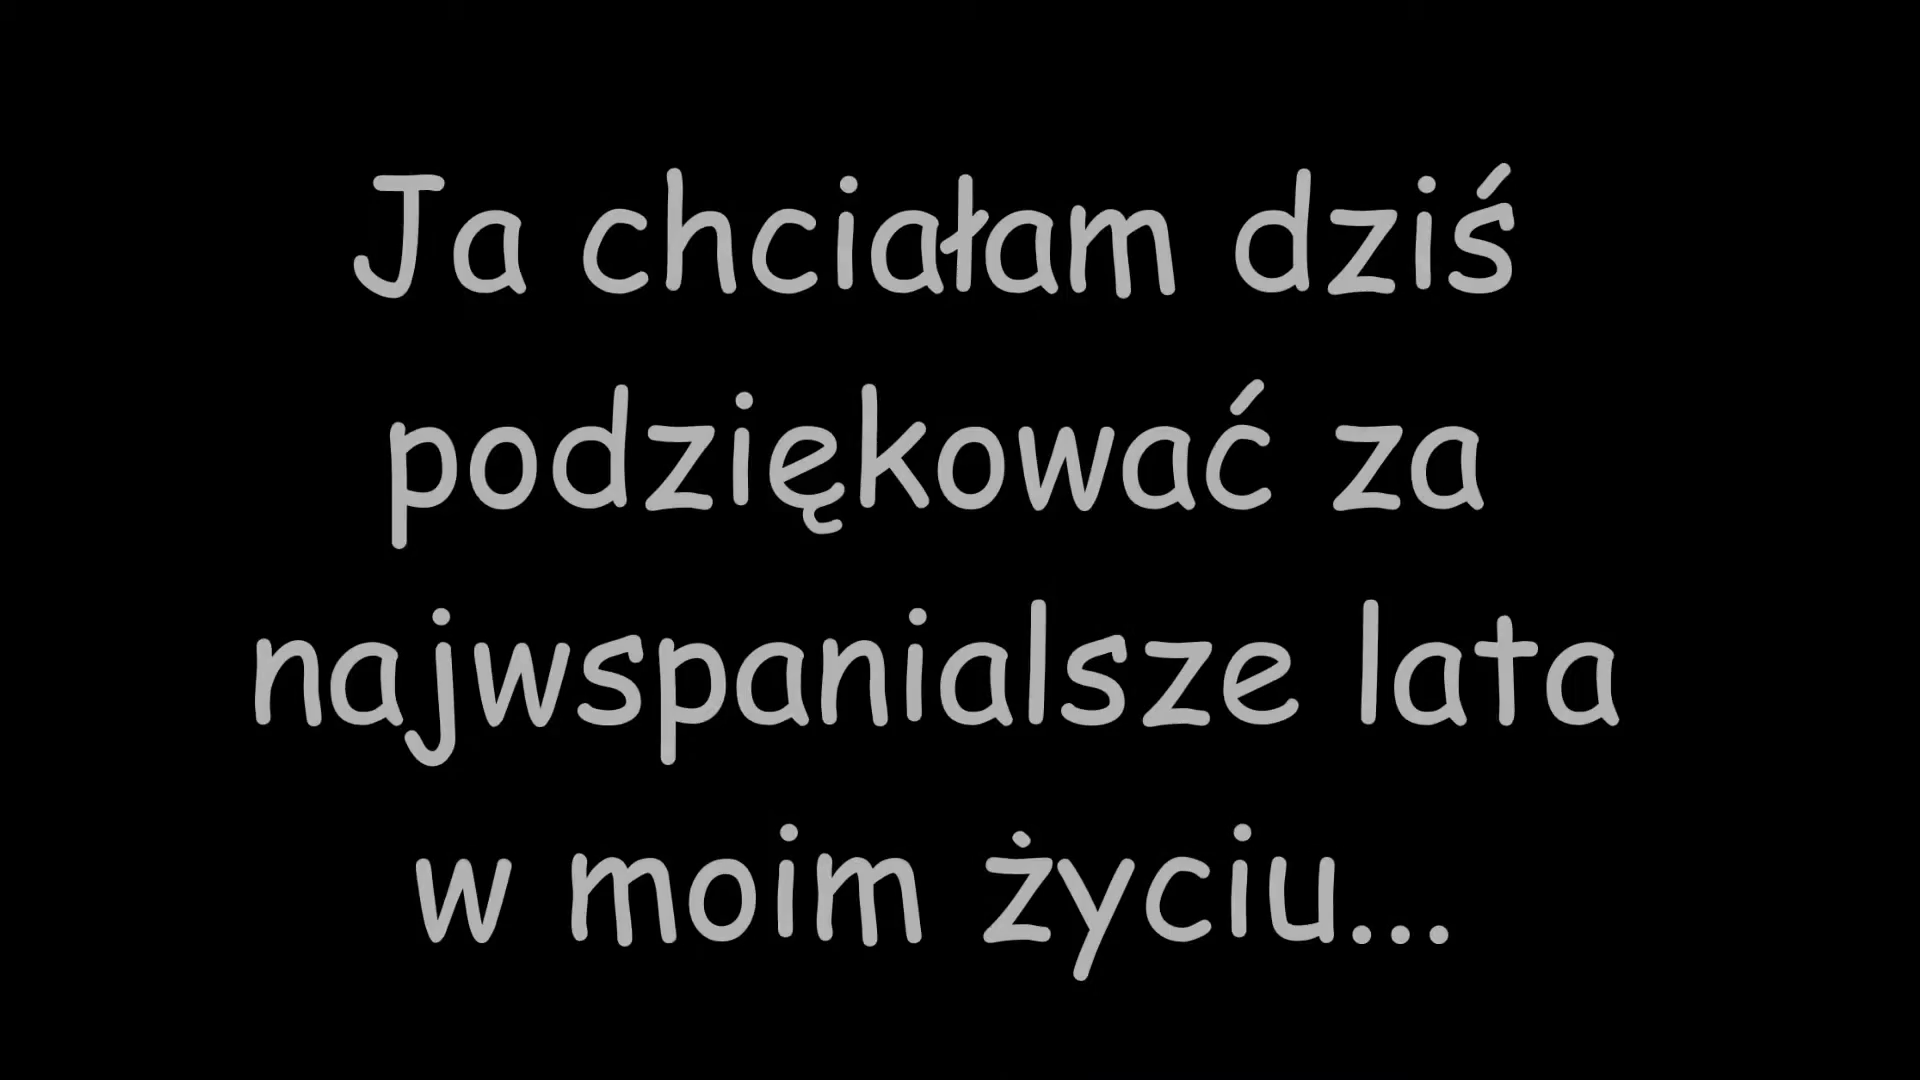 Ja chciałam dziś
podziękować za
najwspanialsze lata
w moim życiu...